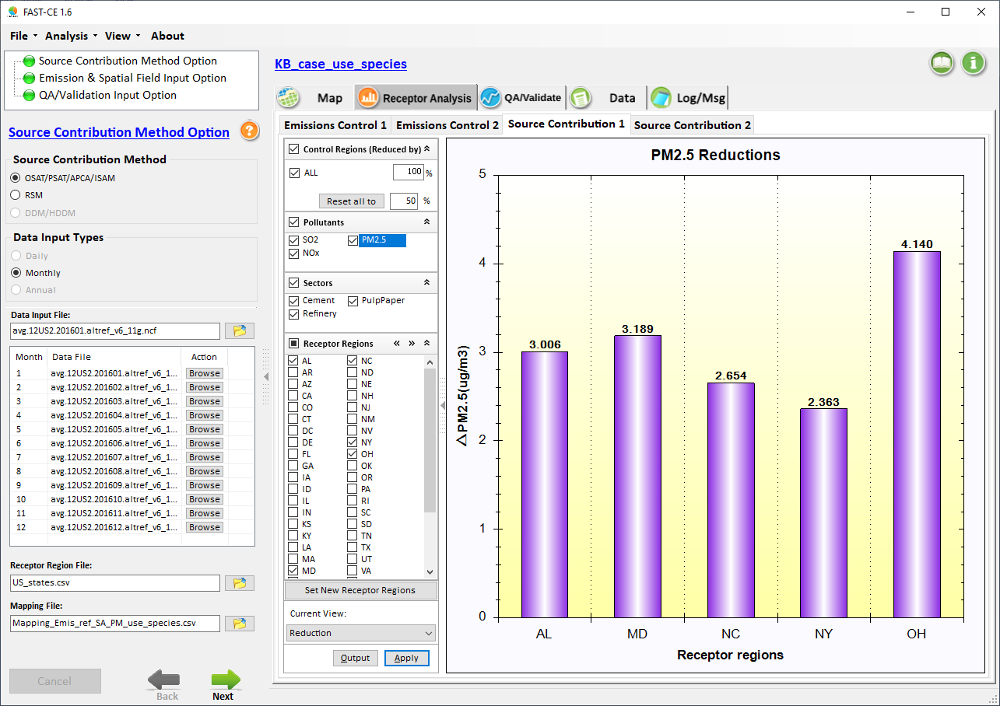 FAST-CE 1.6
File Analysis View About
Source Contribution Method Option
Emission & Spatial Field Input Option
QA/Validation Input Option
Source Contribution Method Option
Source Contribution Method
OSAT/PSAT/APCA/ISAM
RSM
DDM/HDDM
Data Input Types
Daily
Monthly
Annual
Data Input File:
avg.12US2.201601.altref_v6_11g.ncf
Month Data File Action
1 avg.12US2.201601.altref_v6_1... Browse
2 avg.12US2.201602.altref_v6_1... Browse
3 avg.12US2.201603.altref_v6_1... Browse
4 avg.12US2.201604.altref_v6_1... Browse
5 avg.12US2.201605.altref_v6_1... Browse
6 avg.12US2.201606.altref_v6_1... Browse
7 avg.12US2.201607.altref_v6_1... Browse
8 avg.12US2.201608.altref_v6_1... Browse
9 avg.12US2.201609.altref_v6_1... Browse
10 avg.12US2.201610.altref_v6_1... Browse
11 avg.12US2.201611.altref_v6_1... Browse
12 avg.12US2.201612.altref_v6_1... Browse
Receptor Region File:
US_states.csv
Mapping File:
Mapping_Emis_ref_SA_PM_use_species.csv
Cancel Back Next
KB_case_use_species
Map Receptor Analysis QA/Validate Data Log/Msg
Emissions Control 1 Emissions Control 2 Source Contribution 1 Source Contribution 2
Control Regions (Reduced by)
ALL 100 %
Reset all to 50 %
Pollutants
SO2 PM2.5
NOx
Sectors
Cement PulpPaper
Refinery
Receptor Regions « »
AL NC
AR ND
AZ NE
CA NH
CO NJ
CT NM
DC NV
DE NY
FL OH
GA OK
IA OR
ID PA
IL RI
IN SC
KS SD
KY TN
LA TX
MA UT
MD VA
Set New Receptor Regions
Current View:
Reduction
Output Apply
PM2.5 Reductions
△PM2.5(ug/m3)
5
4
3
2
1
0
3.006
3.189
2.654
2.363
4.140
AL MD NC NY OH
Receptor regions